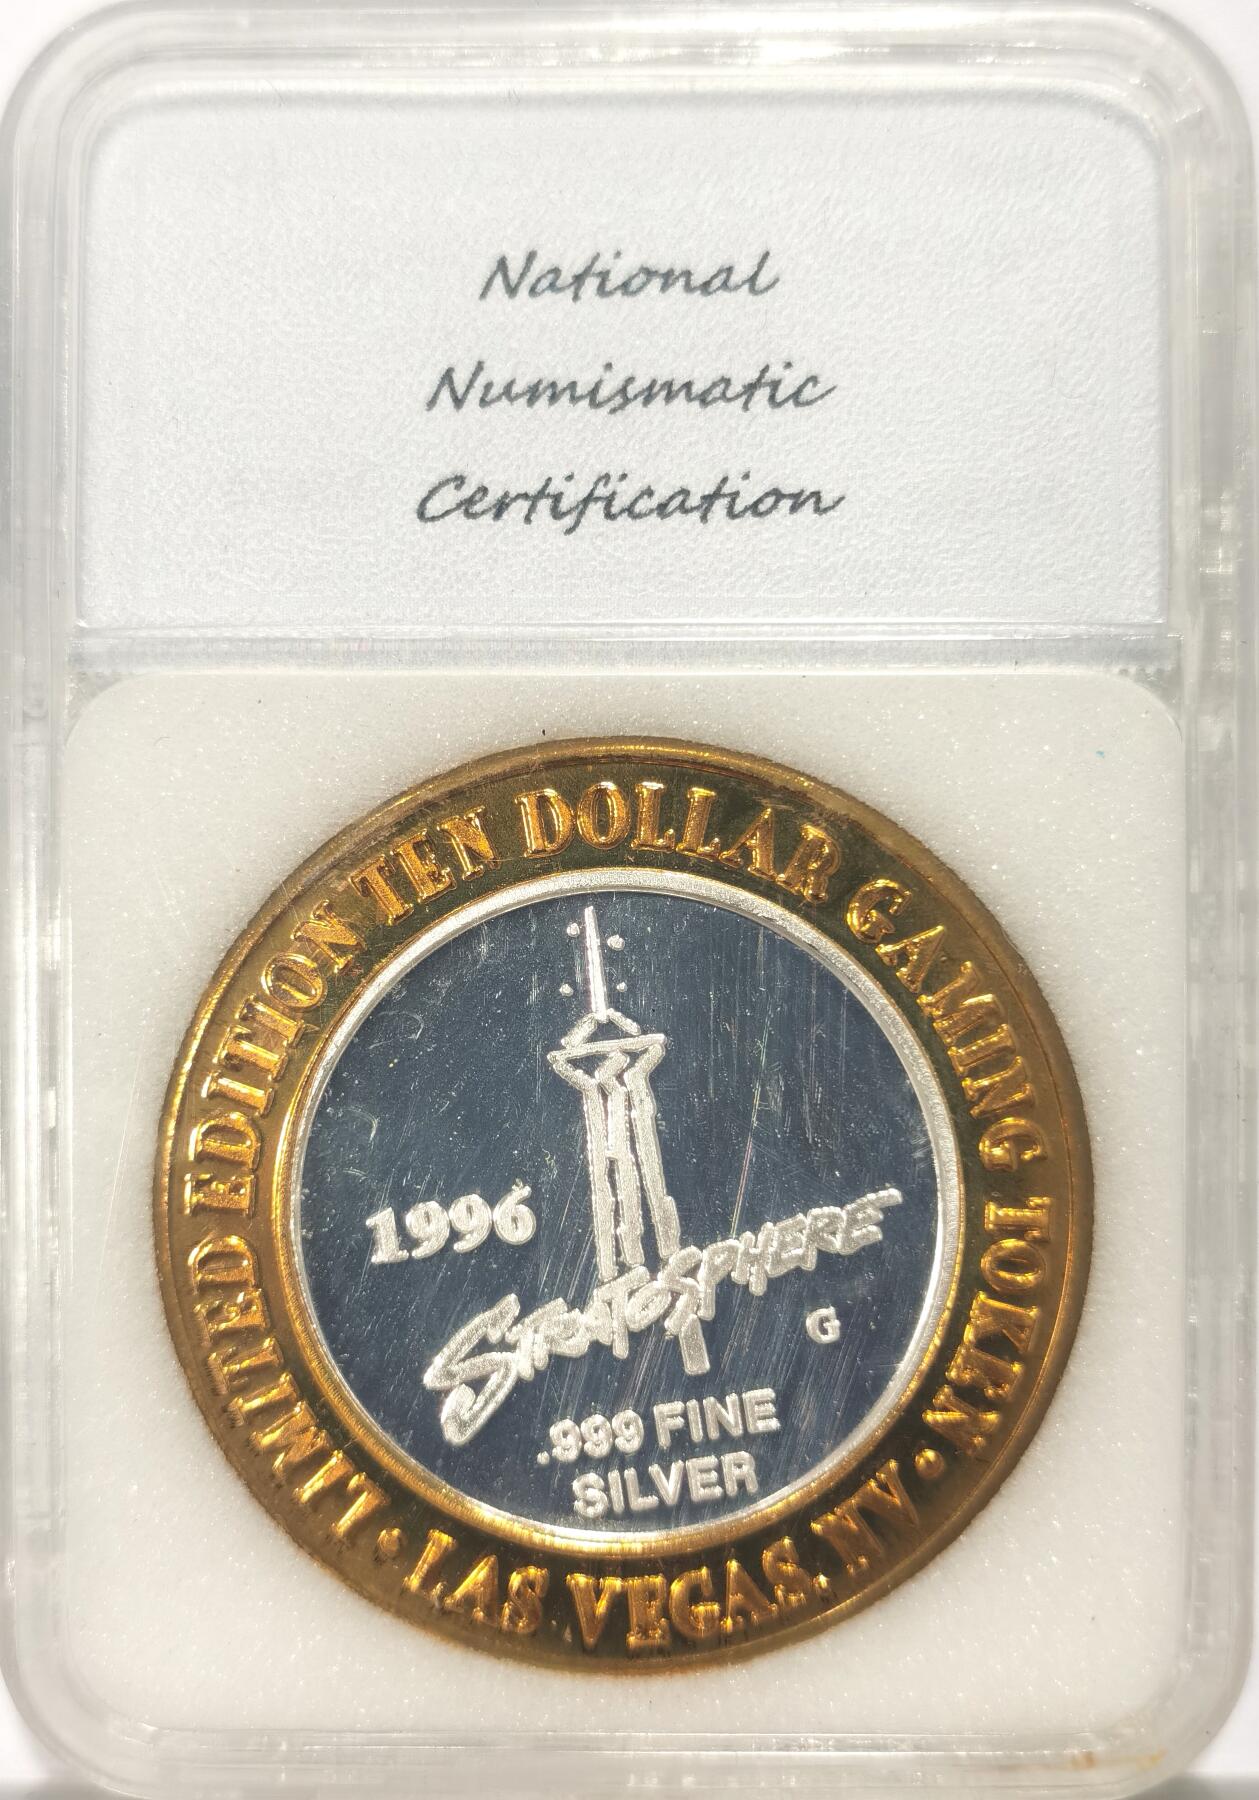 National
Numismatic
Certification
LIMITED EDITION TEN DOLLAR GAMING TOKEN
• LAS VEGAS, NV •
1996
STRATOSPHERE
G
.999 FINE
SILVER